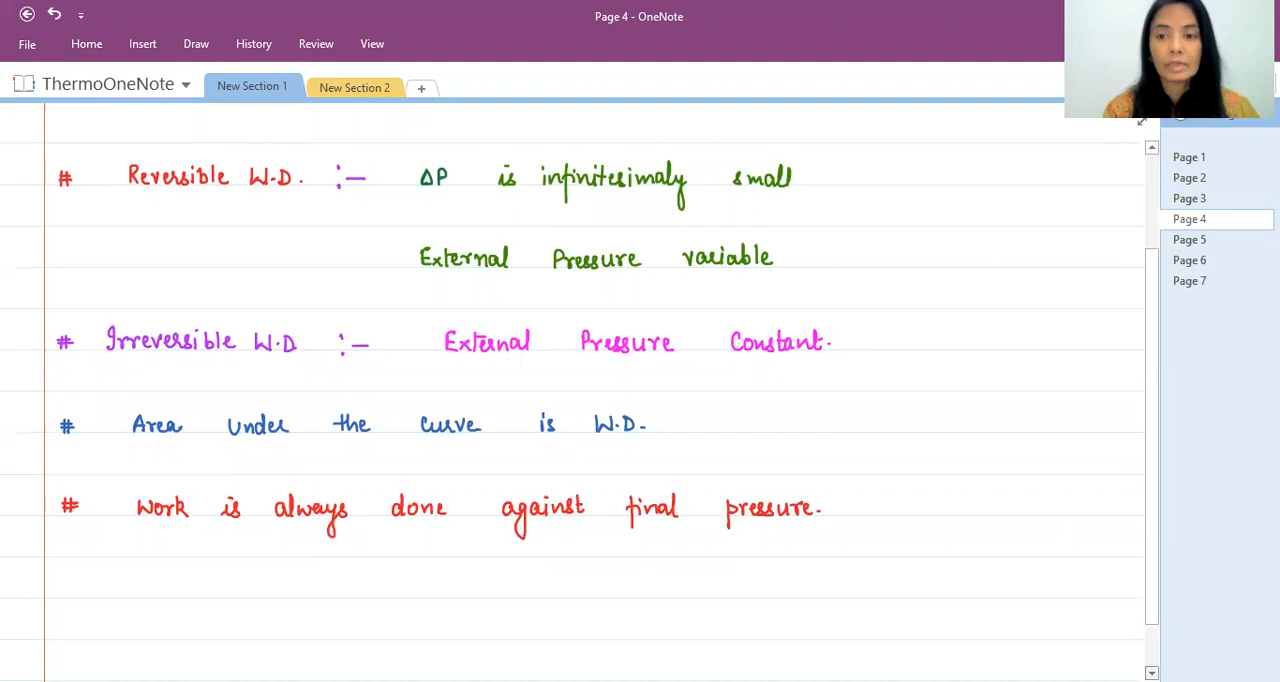 Page 4 - OneNote
File Home Insert Draw History Review View
ThermoOneNote New Section 1 New Section 2 +
# Reversible W.D. :- ΔP is infinitesimaly small
External Pressure variable
# Irreversible W.D :- External Pressure Constant.
# Area under the curve is W.D.
# Work is always done against final pressure.
Page 1
Page 2
Page 3
Page 4
Page 5
Page 6
Page 7